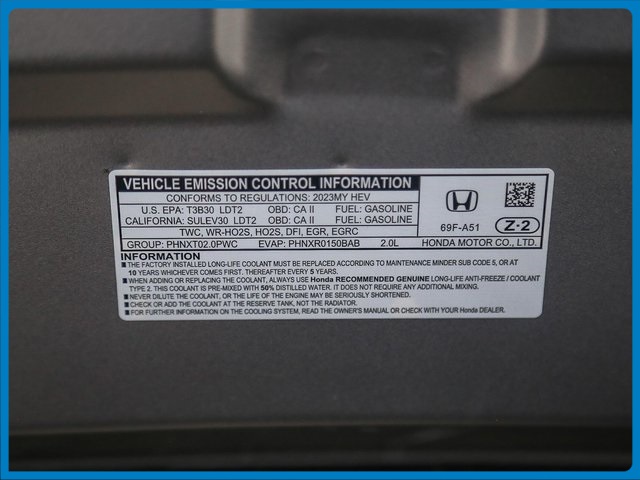 VEHICLE EMISSION CONTROL INFORMATION
CONFORMS TO REGULATIONS: 2023MY HEV
U.S. EPA: T3B30 LDT2 OBD: CA II FUEL: GASOLINE
CALIFORNIA: SULEV30 LDT2 OBD: CA II FUEL: GASOLINE
TWC, WR-HO2S, HO2S, DFI, EGR, EGRC
GROUP: PHNXT02.0PWC EVAP: PHNXR0150BAB 2.0L
69F-A51 Z-2
HONDA MOTOR CO., LTD.
INFORMATION
■THE FACTORY INSTALLED LONG-LIFE COOLANT MUST BE REPLACED ACCORDING TO MAINTENANCE MINDER SUB CODE 5, OR AT
10 YEARS WHICHEVER COMES FIRST. THEREAFTER EVERY 5 YEARS.
■WHEN ADDING OR REPLACING THE COOLANT, ALWAYS USE Honda RECOMMENDED GENUINE LONG-LIFE ANTI-FREEZE / COOLANT
TYPE 2. THIS COOLANT IS PRE-MIXED WITH 50% DISTILLED WATER. IT DOES NOT REQUIRE ANY ADDITIONAL MIXING.
■NEVER DILUTE THE COOLANT, OR THE LIFE OF THE ENGINE MAY BE SERIOUSLY SHORTENED.
■CHECK OR ADD THE COOLANT AT THE RESERVE TANK, NOT THE RADIATOR.
■FOR FURTHER INFORMATION ON THE COOLING SYSTEM, READ THE OWNER'S MANUAL OR CHECK WITH YOUR Honda DEALER.